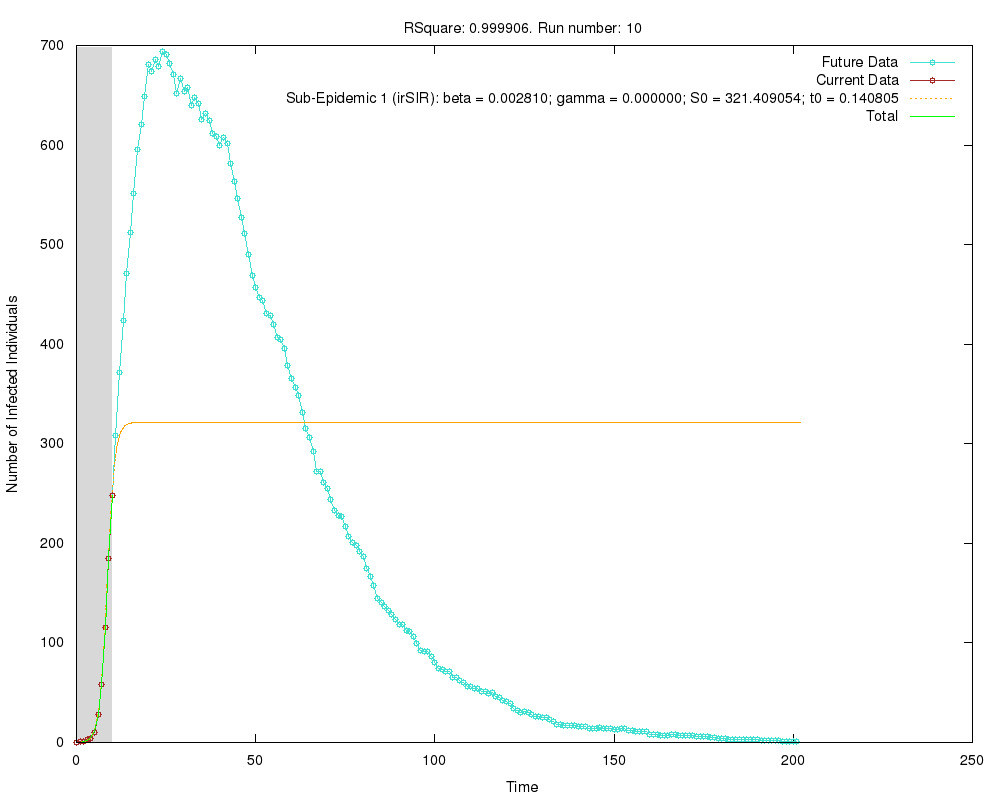 RSquare: 0.999906. Run number: 10
Future Data
Current Data
Sub-Epidemic 1 (irSIR): beta = 0.002810; gamma = 0.000000; S0 = 321.409054; t0 = 0.140805
Total
700
600
500
400
300
200
100
0
Number of Infected Individuals
0 50 100 150 200 250
Time